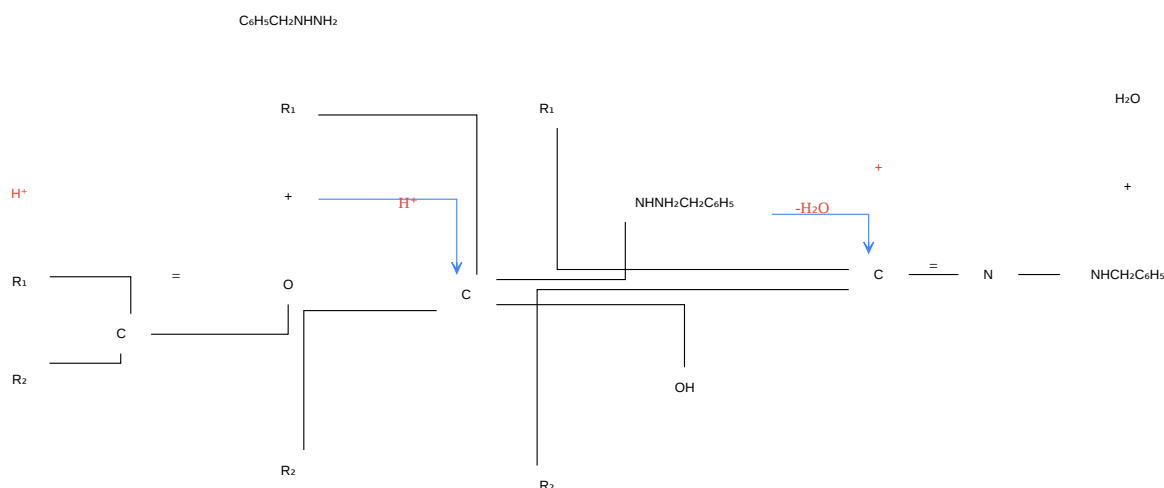 C₆H₅CH₂NHNH₂
R₁
R₁
H₂O
+
H⁺
+
H⁺
NHNH₂CH₂C₆H₅
-H₂O
+
R₁
=
O
C
C
=
N
NHCH₂C₆H₅
C
R₂
OH
R₂
R₂